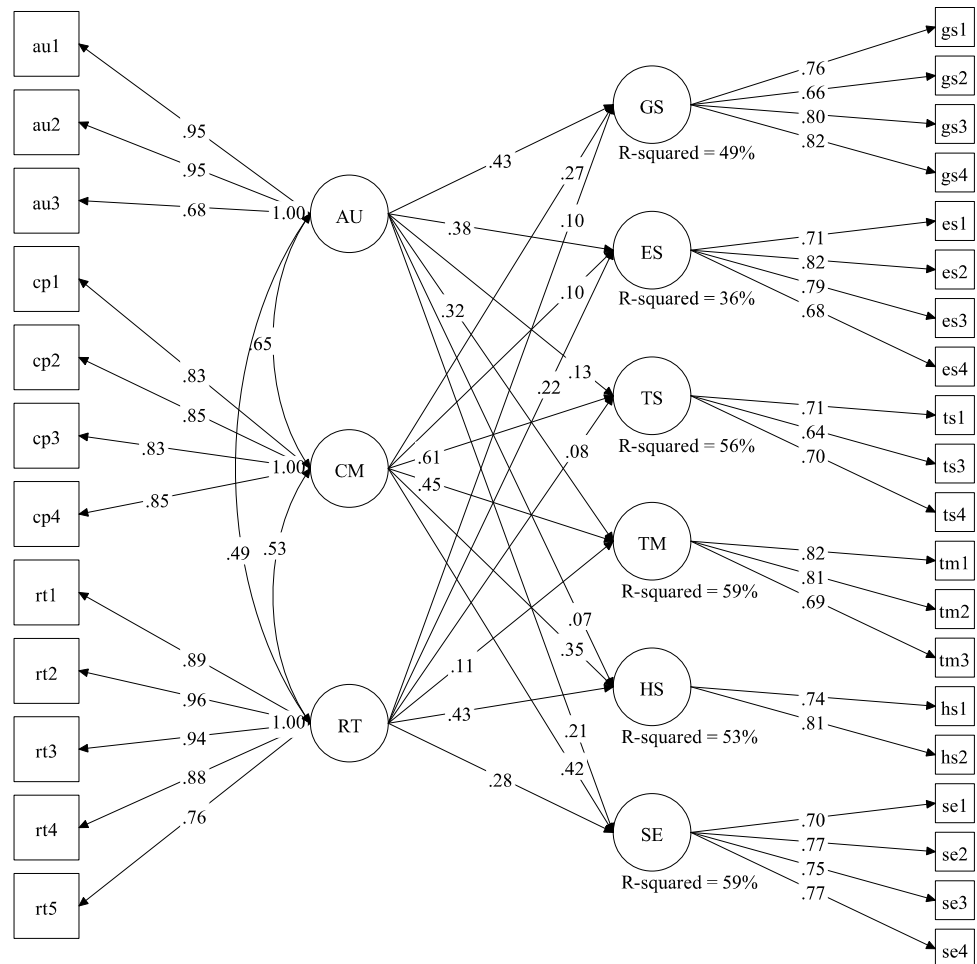 au1
au2
au3
cp1
cp2
cp3
cp4
rt1
rt2
rt3
rt4
rt5
.95
.95
.68
.83
.85
.83
.85
.89
.96
.94
.88
.76
1.00
1.00
1.00
AU
CM
RT
.65
.49
.53
.43
.27
.10
.38
.10
.32
.13
.22
.61
.08
.45
.07
.35
.11
.43
.21
.42
.28
GS
R-squared = 49%
ES
R-squared = 36%
TS
R-squared = 56%
TM
R-squared = 59%
HS
R-squared = 53%
SE
R-squared = 59%
.76
.66
.80
.82
.71
.82
.79
.68
.71
.64
.70
.82
.81
.69
.74
.81
.70
.77
.75
.77
gs1
gs2
gs3
gs4
es1
es2
es3
es4
ts1
ts3
ts4
tm1
tm2
tm3
hs1
hs2
se1
se2
se3
se4